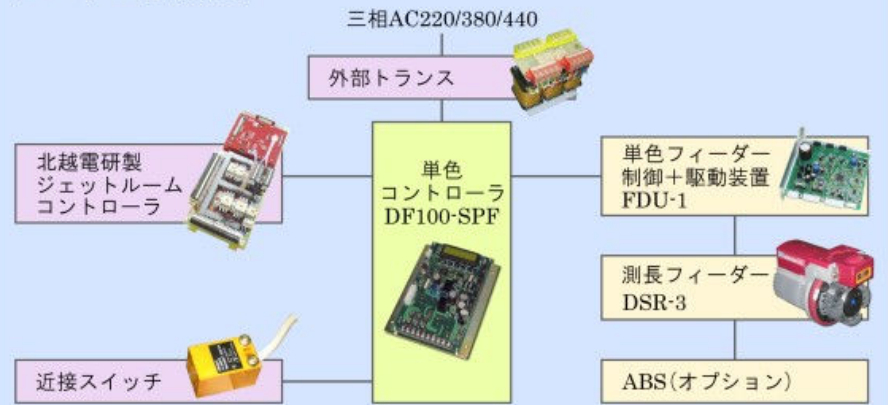 三相AC220/380/440
外部トランス
北越電研製
ジェットルーム
コントローラ
単色
コントローラ
DF100-SPF
単色フィーダー
制御＋駆動装置
FDU-1
測長フィーダー
DSR-3
近接スイッチ
ABS(オプション)